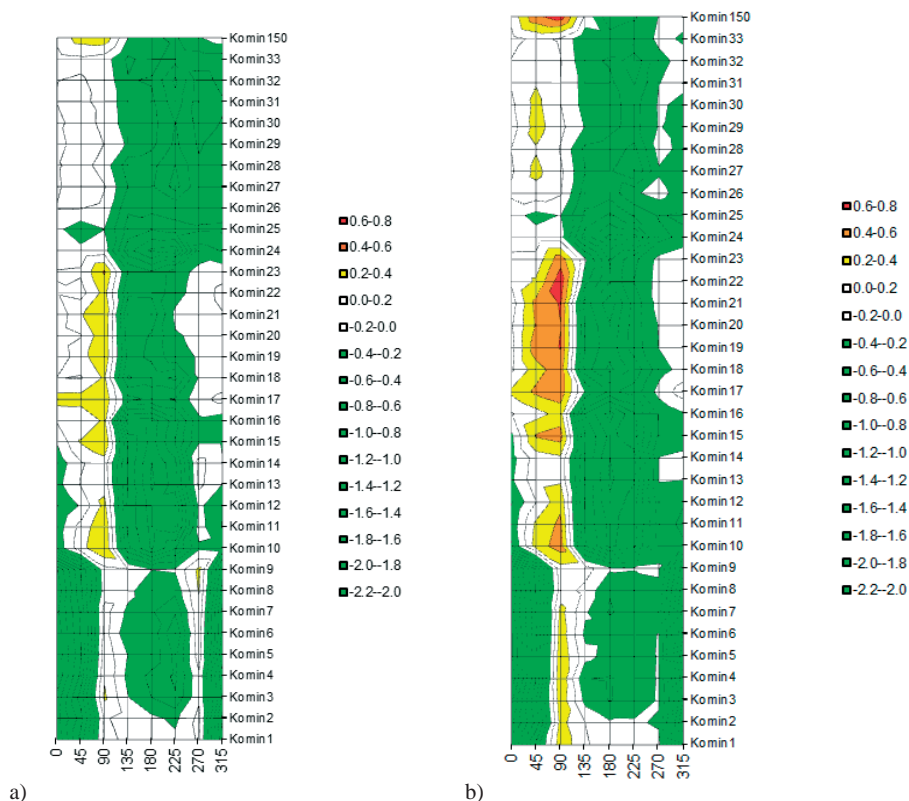 Komin150
Komin33
Komin32
Komin31
Komin30
Komin29
Komin28
Komin27
Komin26
Komin25
Komin24
Komin23
Komin22
Komin21
Komin20
Komin19
Komin18
Komin17
Komin16
Komin15
Komin14
Komin13
Komin12
Komin11
Komin10
Komin9
Komin8
Komin7
Komin6
Komin5
Komin4
Komin3
Komin2
Komin1
0 45 90 135 180 225 270 315
0.6-0.8
0.4-0.6
0.2-0.4
0.0-0.2
-0.2-0.0
-0.4--0.2
-0.6--0.4
-0.8--0.6
-1.0--0.8
-1.2--1.0
-1.4--1.2
-1.6--1.4
-1.8--1.6
-2.0--1.8
-2.2--2.0
a)
Komin150
Komin33
Komin32
Komin31
Komin30
Komin29
Komin28
Komin27
Komin26
Komin25
Komin24
Komin23
Komin22
Komin21
Komin20
Komin19
Komin18
Komin17
Komin16
Komin15
Komin14
Komin13
Komin12
Komin11
Komin10
Komin9
Komin8
Komin7
Komin6
Komin5
Komin4
Komin3
Komin2
Komin1
0 45 90 135 180 225 270 315
0.6-0.8
0.4-0.6
0.2-0.4
0.0-0.2
-0.2-0.0
-0.4--0.2
-0.6--0.4
-0.8--0.6
-1.0--0.8
-1.2--1.0
-1.4--1.2
-1.6--1.4
-1.8--1.6
-2.0--1.8
-2.2--2.0
b)